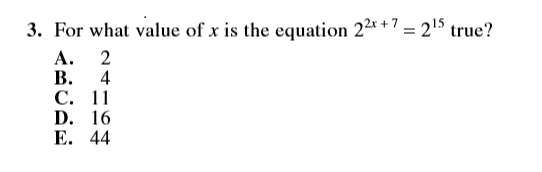 3. For what value of x is the equation 2^{2x + 7} = 2^{15} true?
A. 2
B. 4
C. 11
D. 16
E. 44